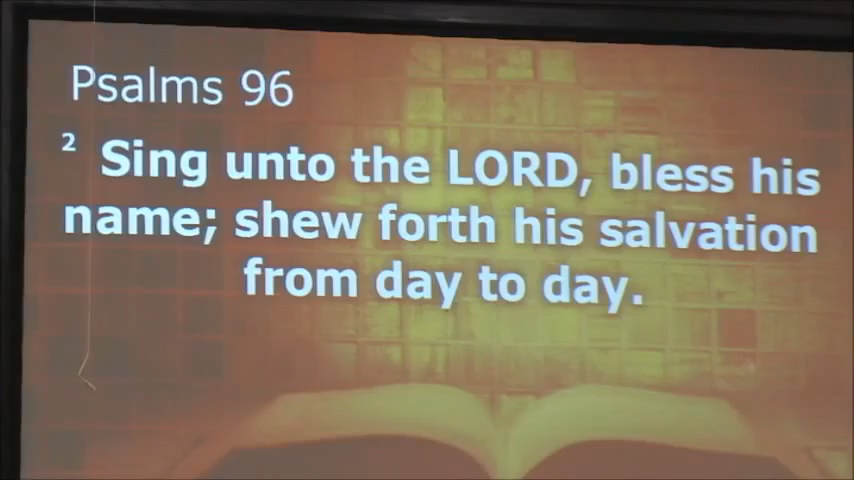 Psalms 96
2 Sing unto the LORD, bless his
name; shew forth his salvation
from day to day.